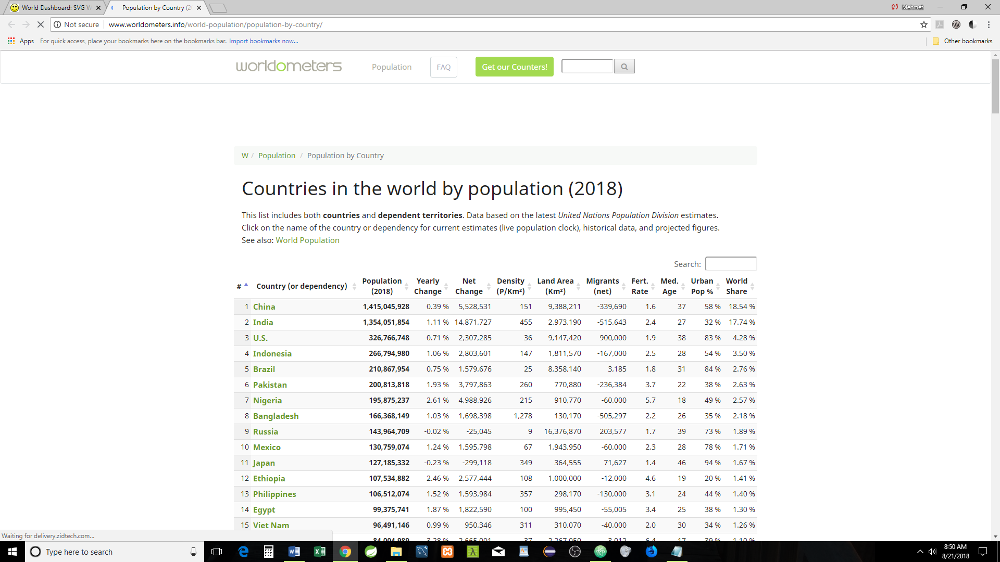 World Dashboard: SVG W
Population by Country (2
Mehmet
Not secure
www.worldometers.info/world-population/population-by-country/
Apps For quick access, place your bookmarks here on the bookmarks bar. Import bookmarks now... Other bookmarks
worldometers Population FAQ Get our Counters!
W / Population / Population by Country
Countries in the world by population (2018)
This list includes both countries and dependent territories. Data based on the latest United Nations Population Division estimates.
Click on the name of the country or dependency for current estimates (live population clock), historical data, and projected figures.
See also: World Population
Search:
# Country (or dependency) Population (2018) Yearly Change Net Change Density (P/Km²) Land Area (Km²) Migrants (net) Fert. Rate Med. Age Urban Pop % World Share
1 China 1,415,045,928 0.39 % 5,528,531 151 9,388,211 -339,690 1.6 37 58 % 18.54 %
2 India 1,354,051,854 1.11 % 14,871,727 455 2,973,190 -515,643 2.4 27 32 % 17.74 %
3 U.S. 326,766,748 0.71 % 2,307,285 36 9,147,420 900,000 1.9 38 83 % 4.28 %
4 Indonesia 266,794,980 1.06 % 2,803,601 147 1,811,570 -167,000 2.5 28 54 % 3.50 %
5 Brazil 210,867,954 0.75 % 1,579,676 25 8,358,140 3,185 1.8 31 84 % 2.76 %
6 Pakistan 200,813,818 1.93 % 3,797,863 260 770,880 -236,384 3.7 22 38 % 2.63 %
7 Nigeria 195,875,237 2.61 % 4,988,926 215 910,770 -60,000 5.7 18 49 % 2.57 %
8 Bangladesh 166,368,149 1.03 % 1,698,398 1,278 130,170 -505,297 2.2 26 35 % 2.18 %
9 Russia 143,964,709 -0.02 % -25,045 9 16,376,870 203,577 1.7 39 73 % 1.89 %
10 Mexico 130,759,074 1.24 % 1,595,798 67 1,943,950 -60,000 2.3 28 78 % 1.71 %
11 Japan 127,185,332 -0.23 % -299,118 349 364,555 71,627 1.4 46 94 % 1.67 %
12 Ethiopia 107,534,882 2.46 % 2,577,444 108 1,000,000 -12,000 4.6 19 20 % 1.41 %
13 Philippines 106,512,074 1.52 % 1,593,984 357 298,170 -130,000 3.1 24 44 % 1.40 %
14 Egypt 99,375,741 1.87 % 1,822,590 100 995,450 -55,005 3.4 25 38 % 1.30 %
15 Viet Nam 96,491,146 0.99 % 950,346 311 310,070 -40,000 2.0 30 34 % 1.26 %
Waiting for delivery.zidtech.com...
Type here to search
8:50 AM
8/21/2018